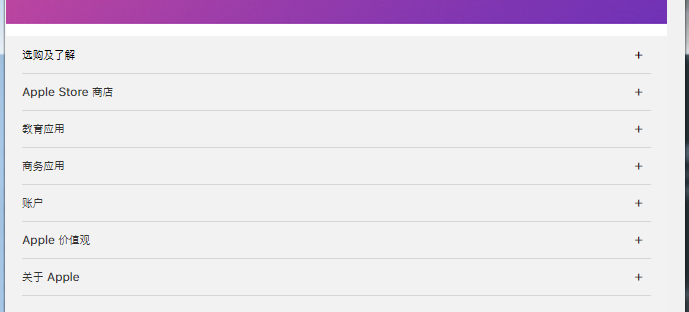 选购及了解 +
Apple Store 商店 +
教育应用 +
商务应用 +
账户 +
Apple 价值观 +
关于 Apple +